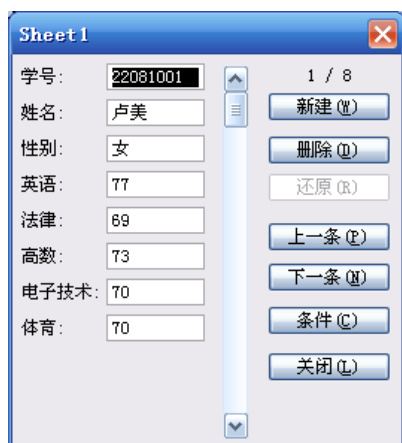 Sheet1
学号: 22081001
姓名: 卢美
性别: 女
英语: 77
法律: 69
高数: 73
电子技术: 70
体育: 70
1 / 8
新建(W)
删除(D)
还原(R)
上一条(P)
下一条(N)
条件(C)
关闭(L)